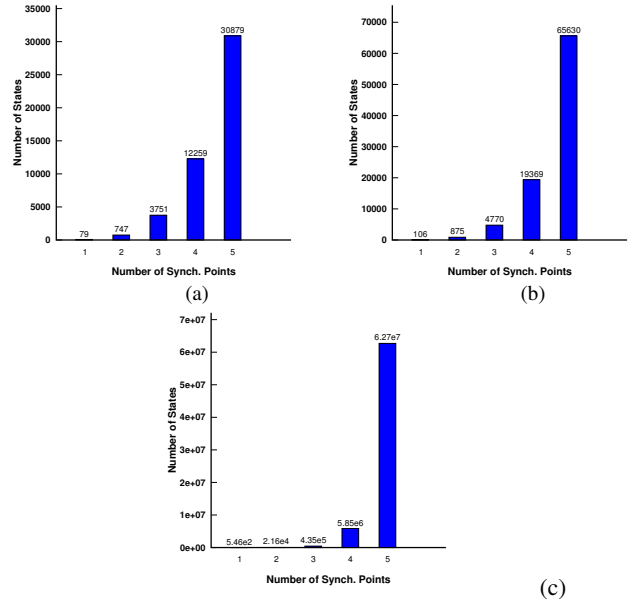 Number of States
35000
30000
25000
20000
15000
10000
5000
0
79
747
3751
12259
30879
1 2 3 4 5
Number of Synch. Points
(a)
Number of States
70000
60000
50000
40000
30000
20000
10000
0
106
875
4770
19369
65630
1 2 3 4 5
Number of Synch. Points
(b)
Number of States
7e+07
6e+07
5e+07
4e+07
3e+07
2e+07
1e+07
0e+00
5.46e2
2.16e4
4.35e5
5.85e6
6.27e7
1 2 3 4 5
Number of Synch. Points
(c)